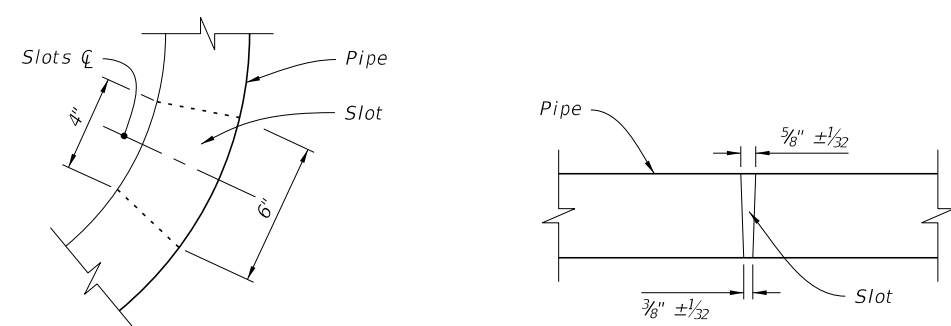 Slots ℄
Pipe
Slot
4"
6"
Pipe
5/8" ±1/32
3/8" ±1/32
Slot